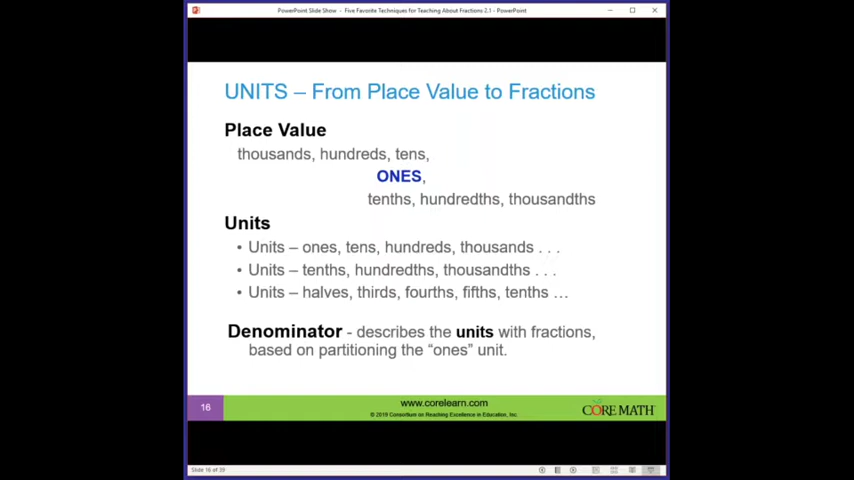 PowerPoint Slide Show - Five Favorite Techniques for Teaching About Fractions 2.1 - PowerPoint
UNITS – From Place Value to Fractions
Place Value
thousands, hundreds, tens,
ONES,
tenths, hundredths, thousandths
Units
• Units – ones, tens, hundreds, thousands . . .
• Units – tenths, hundredths, thousandths . . .
• Units – halves, thirds, fourths, fifths, tenths …
Denominator - describes the units with fractions,
based on partitioning the “ones” unit.
16
www.corelearn.com
© 2019 Consortium on Reaching Excellence in Education, Inc.
CORE MATH
Slide 16 of 39